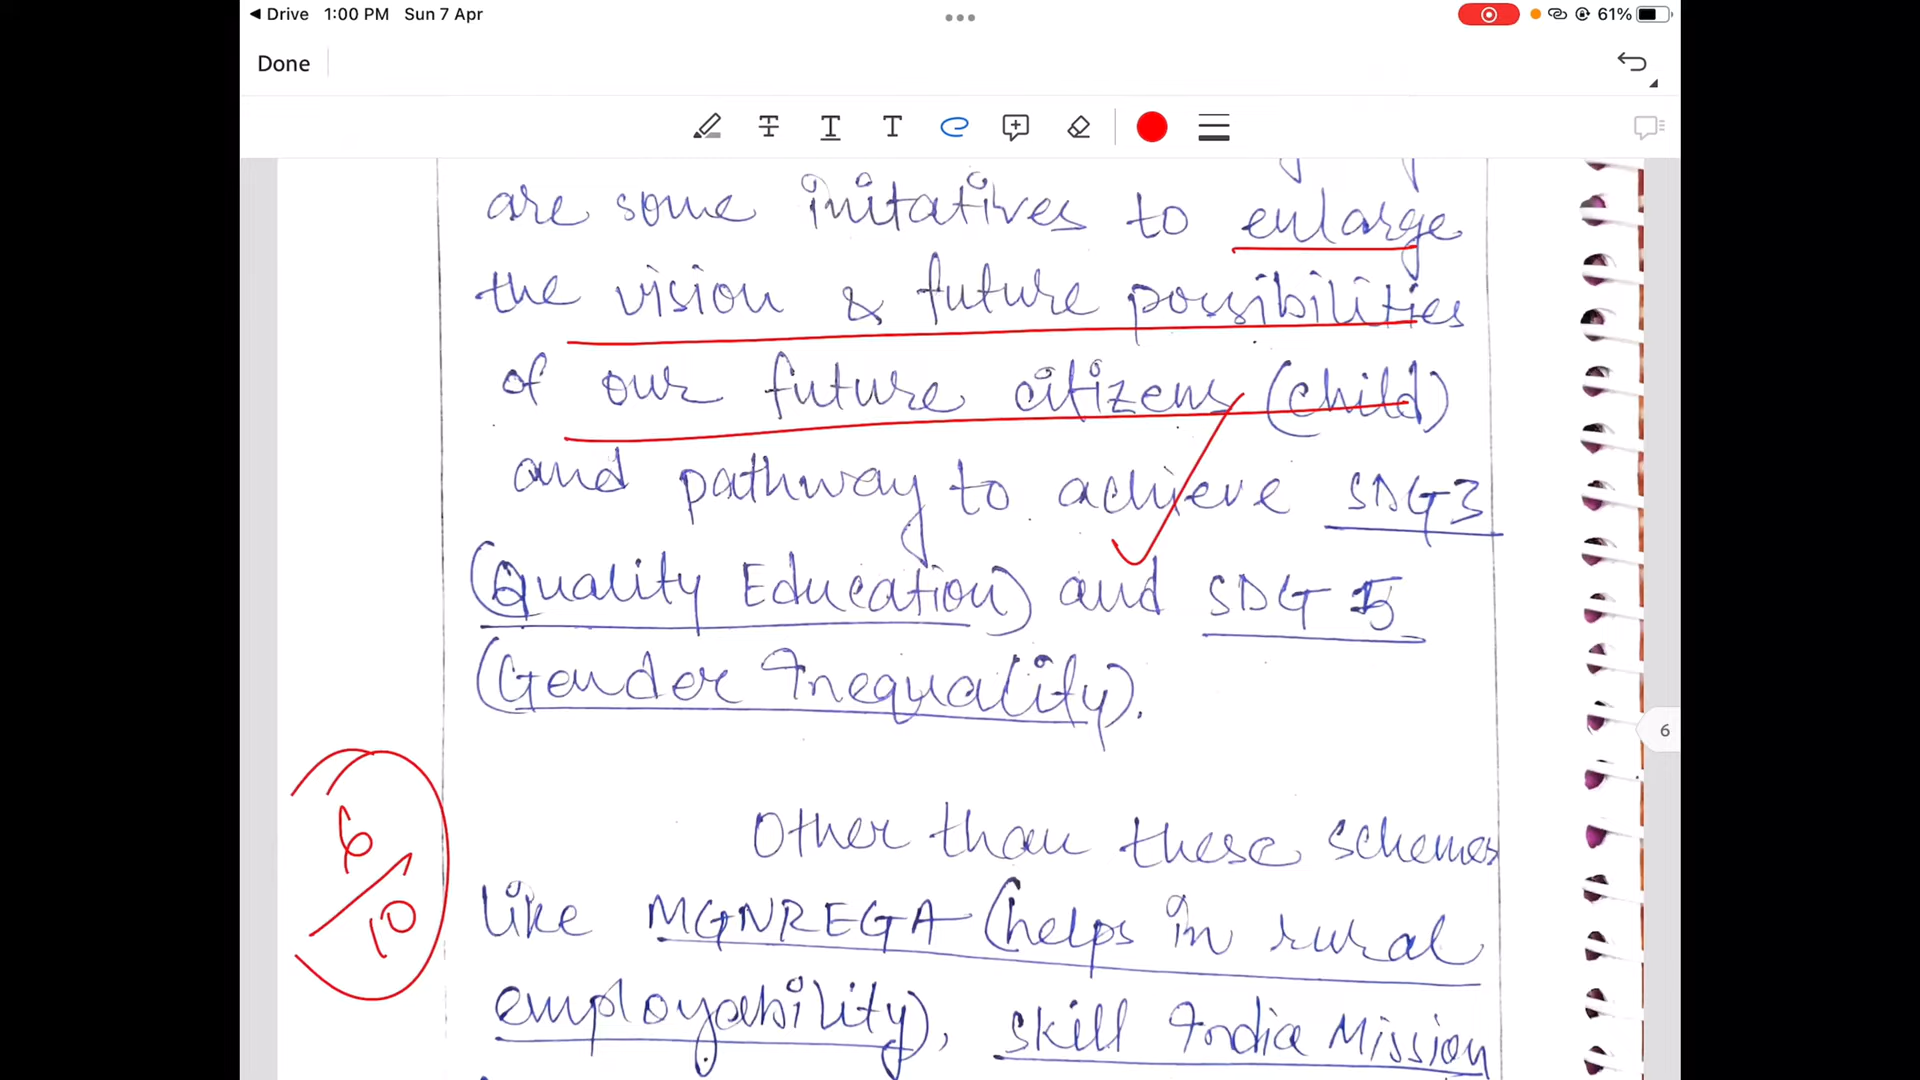 Drive 1:00 PM Sun 7 Apr 61%
Done
T T T
are some initatives to enlarge
the vision & future possibilities
of our future citizens (child)
and pathway to achieve SDG3
(Quality Education) and SDG 5
(Gender Inequality).
6
6/10
Other than these schemes
like MGNREGA (helps in rural
employability), skill India Mission